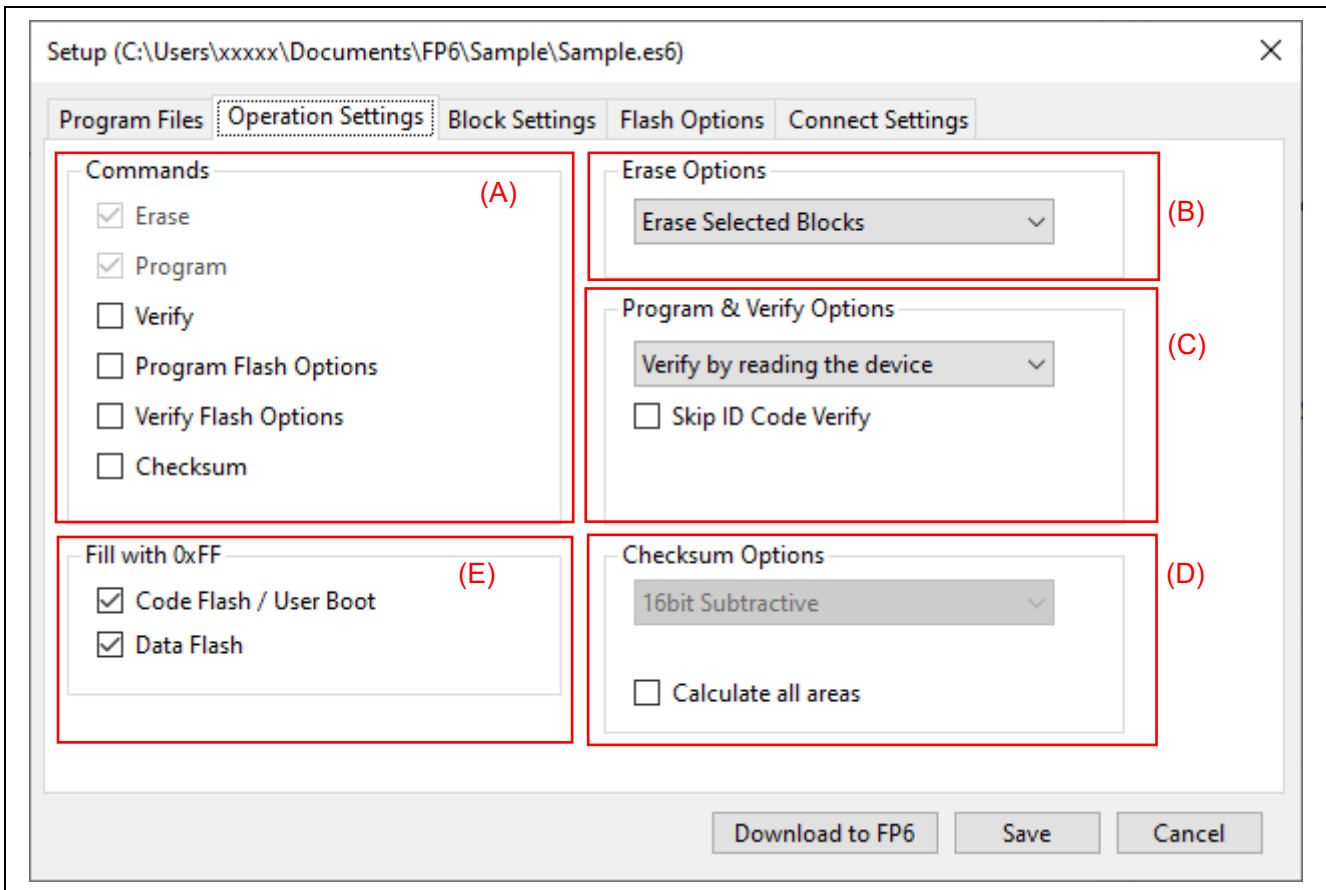 Setup (C:\Users\xxxxx\Documents\FP6\Sample\Sample.es6)
Program Files Operation Settings Block Settings Flash Options Connect Settings
Commands
(A)
Erase
Program
Verify
Program Flash Options
Verify Flash Options
Checksum
Erase Options
Erase Selected Blocks
(B)
Program & Verify Options
Verify by reading the device
(C)
Skip ID Code Verify
Fill with 0xFF
(E)
Code Flash / User Boot
Data Flash
Checksum Options
16bit Subtractive
(D)
Calculate all areas
Download to FP6 Save Cancel